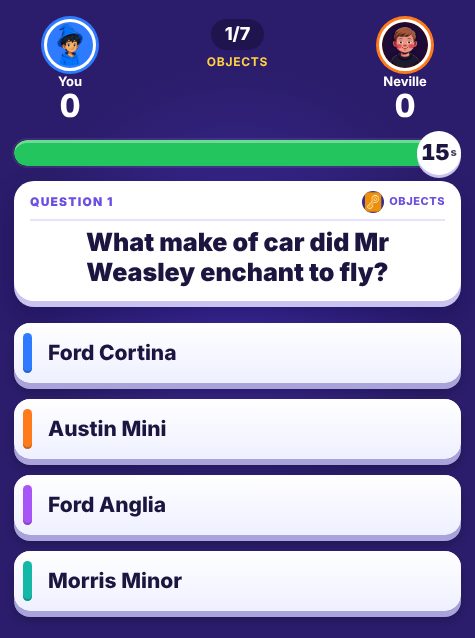 1/7
OBJECTS
You
0
Neville
0
15s
QUESTION 1
OBJECTS
What make of car did Mr
Weasley enchant to fly?
Ford Cortina
Austin Mini
Ford Anglia
Morris Minor